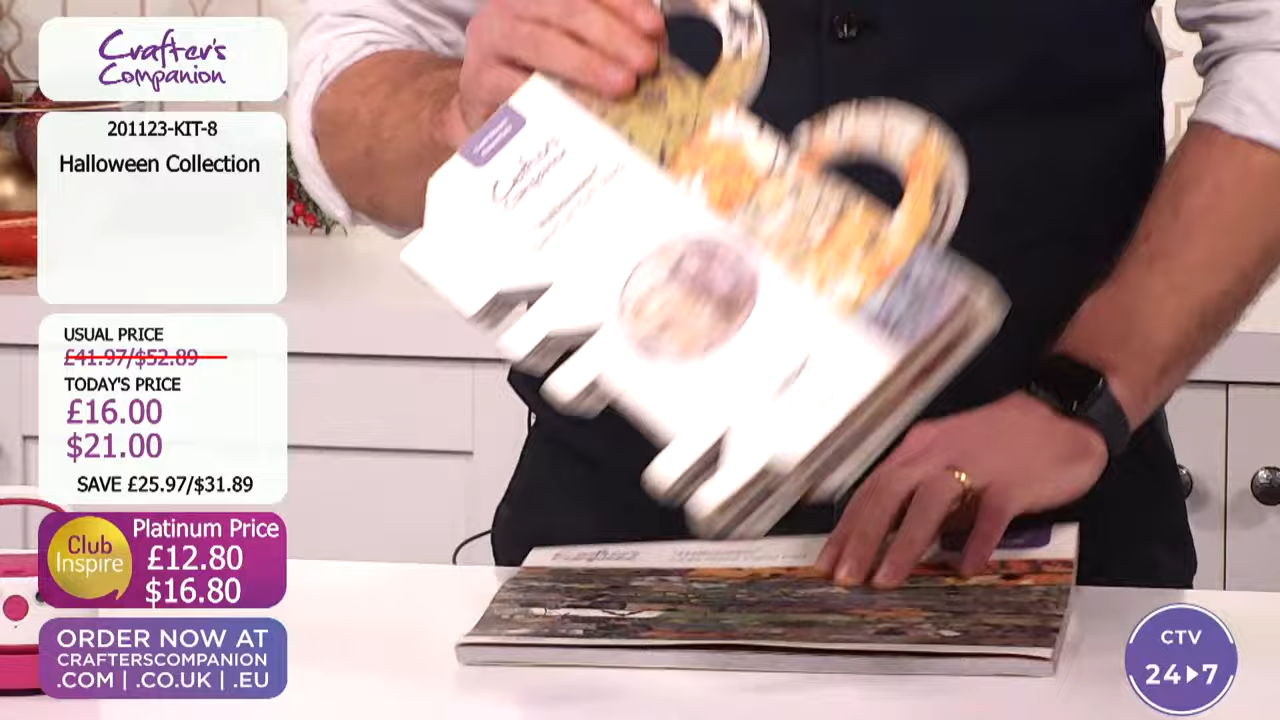 Crafter's
Companion
201123-KIT-8
Halloween Collection
USUAL PRICE
£41.97/$52.89
TODAY'S PRICE
£16.00
$21.00
SAVE £25.97/$31.89
Club
Inspire
Platinum Price
£12.80
$16.80
ORDER NOW AT
CRAFTERSCOMPANION
.COM | .CO.UK | .EU
Crafter's
Companion
CTV
24▶7